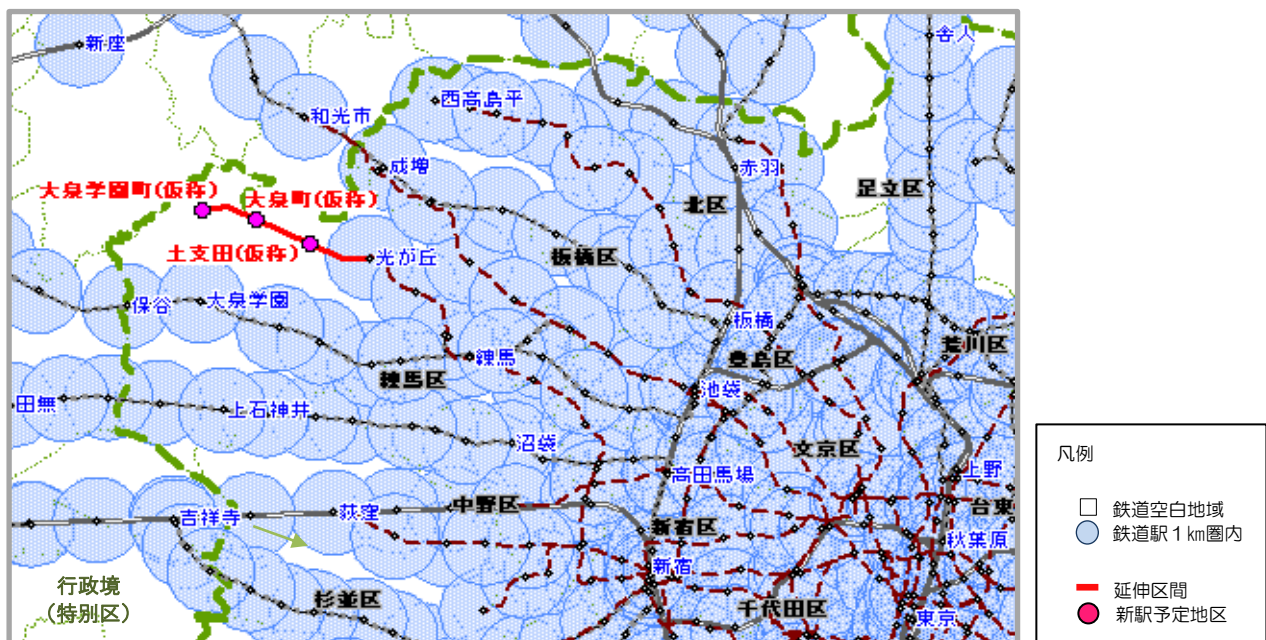 新座
舎人
西高島平
和光市
成増
赤羽
大泉学園町(仮称)
大泉町(仮称)
足立区
北区
土支田(仮称)
光が丘
板橋区
保谷
大泉学園
板橋
荒川区
練馬
豊島区
練馬区
池袋
田無
上石神井
沼袋
文京区
高田馬場
上野
中野区
荻窪
台東
吉祥寺
新宿区
秋葉原
新宿
行政境
(特別区)
杉並区
千代田区
東京
凡例
鉄道空白地域
鉄道駅1km圏内
延伸区間
新駅予定地区